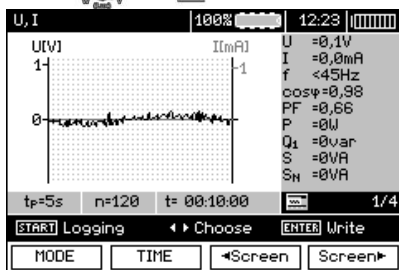 U,I 100% 12:23
U[V] I[mA] U =0,1V
1 1 I =0,0mA
f <45Hz
cosφ=0,98
0 PF =0,66
P =0W
Q₁ =0var
S =0VA
Sɴ =0VA
tₚ=5s n=120 t= 00:10:00 1/4
START Logging ◂ ▸ Choose ENTER Write
MODE TIME ◄Screen Screen►